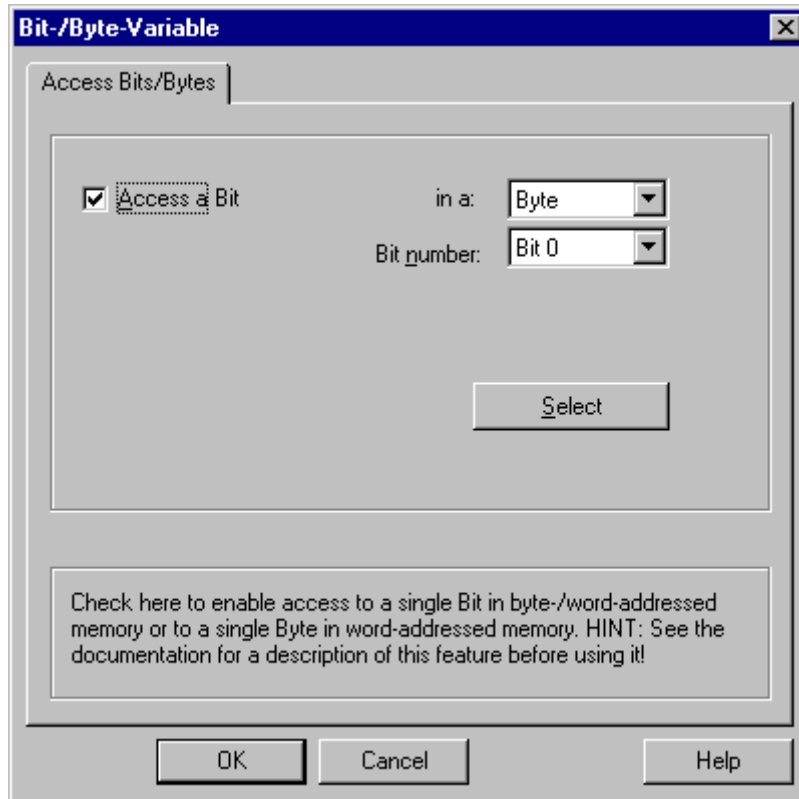 Bit-/Byte-Variable
Access Bits/Bytes
Access a Bit in a: Byte
Bit number: Bit 0
Select
Check here to enable access to a single Bit in byte-/word-addressed
memory or to a single Byte in word-addressed memory. HINT: See the
documentation for a description of this feature before using it!
OK Cancel Help